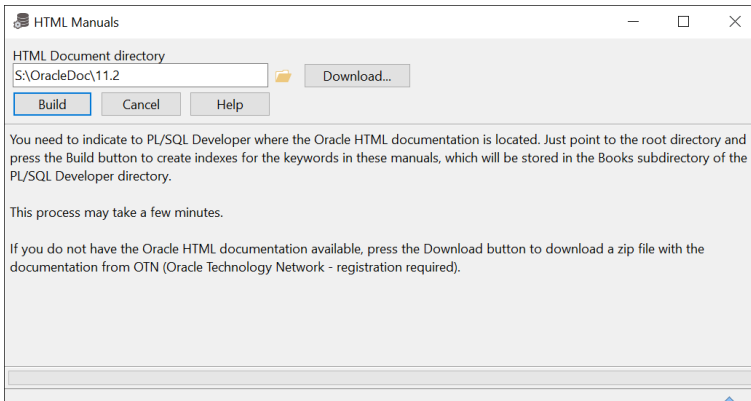 HTML Manuals
HTML Document directory
S:\OracleDoc\11.2
Download...
Build Cancel Help
You need to indicate to PL/SQL Developer where the Oracle HTML documentation is located. Just point to the root directory and
press the Build button to create indexes for the keywords in these manuals, which will be stored in the Books subdirectory of the
PL/SQL Developer directory.
This process may take a few minutes.
If you do not have the Oracle HTML documentation available, press the Download button to download a zip file with the
documentation from OTN (Oracle Technology Network - registration required).